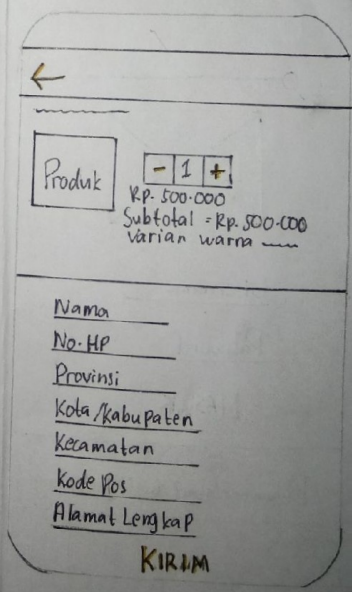 Produk
- 1 +
Rp. 500.000
Subtotal = Rp. 500.000
Varian warna
Nama
No. HP
Provinsi
Kota/Kabupaten
Kecamatan
Kode Pos
Alamat Lengkap
KIRIM